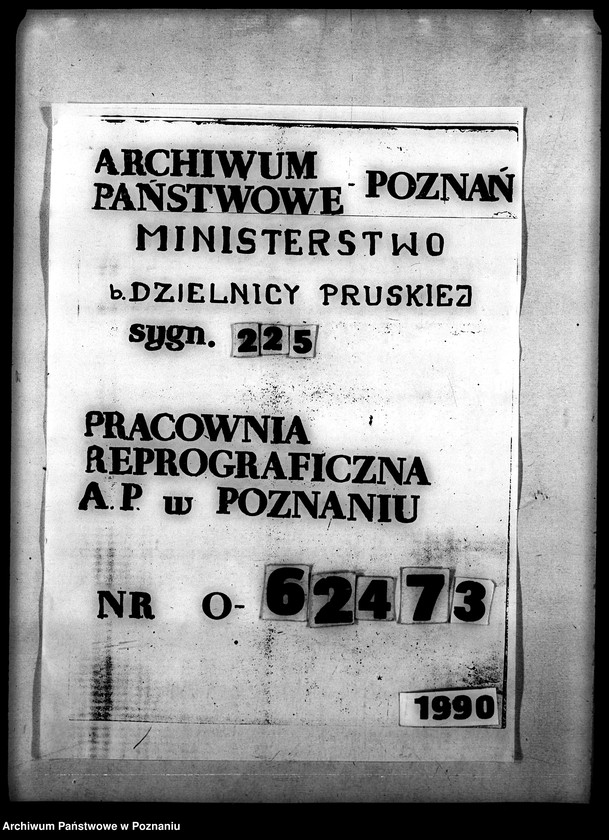 ARCHIWUM
PAŃSTWOWE - POZNAŃ
MINISTERSTWO
b. DZIELNICY PRUSKIEJ
sygn. 225
PRACOWNIA
REPROGRAFICZNA
A.P. w POZNANIU
NR O- 62473
1990
Archiwum Państwowe w Poznaniu